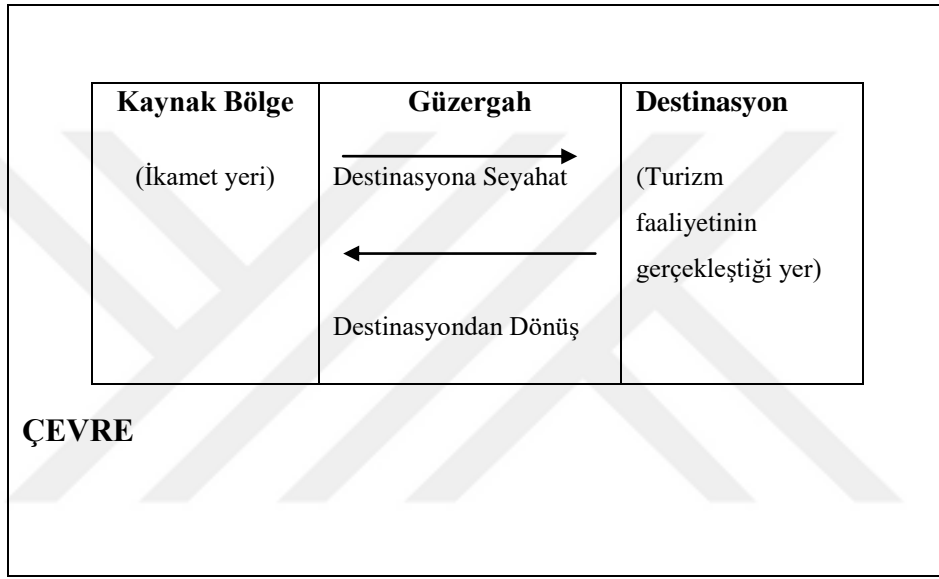 Kaynak Bölge
(İkamet yeri)
Güzergah
Destinasyona Seyahat
Destinasyondan Dönüş
Destinasyon
(Turizm
faaliyetinin
gerçekleştiği yer)
ÇEVRE